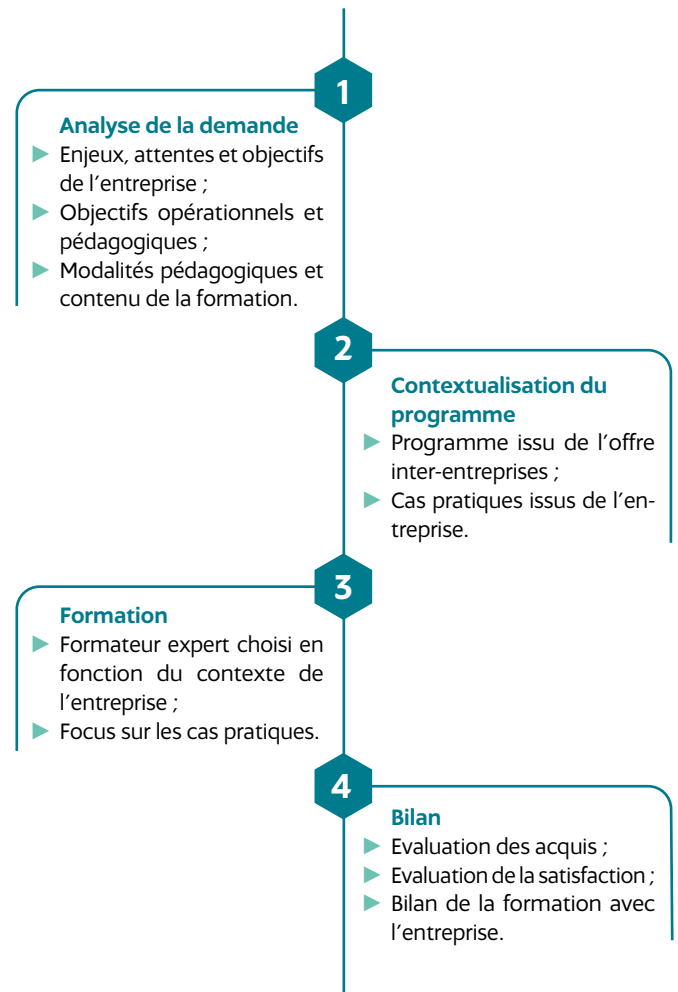 1
Analyse de la demande
▶ Enjeux, attentes et objectifs
de l’entreprise ;
▶ Objectifs opérationnels et
pédagogiques ;
▶ Modalités pédagogiques et
contenu de la formation.
2
Contextualisation du
programme
▶ Programme issu de l’offre
inter-entreprises ;
▶ Cas pratiques issus de l’en-
treprise.
3
Formation
▶ Formateur expert choisi en
fonction du contexte de
l’entreprise ;
▶ Focus sur les cas pratiques.
4
Bilan
▶ Evaluation des acquis ;
▶ Evaluation de la satisfaction ;
▶ Bilan de la formation avec
l’entreprise.